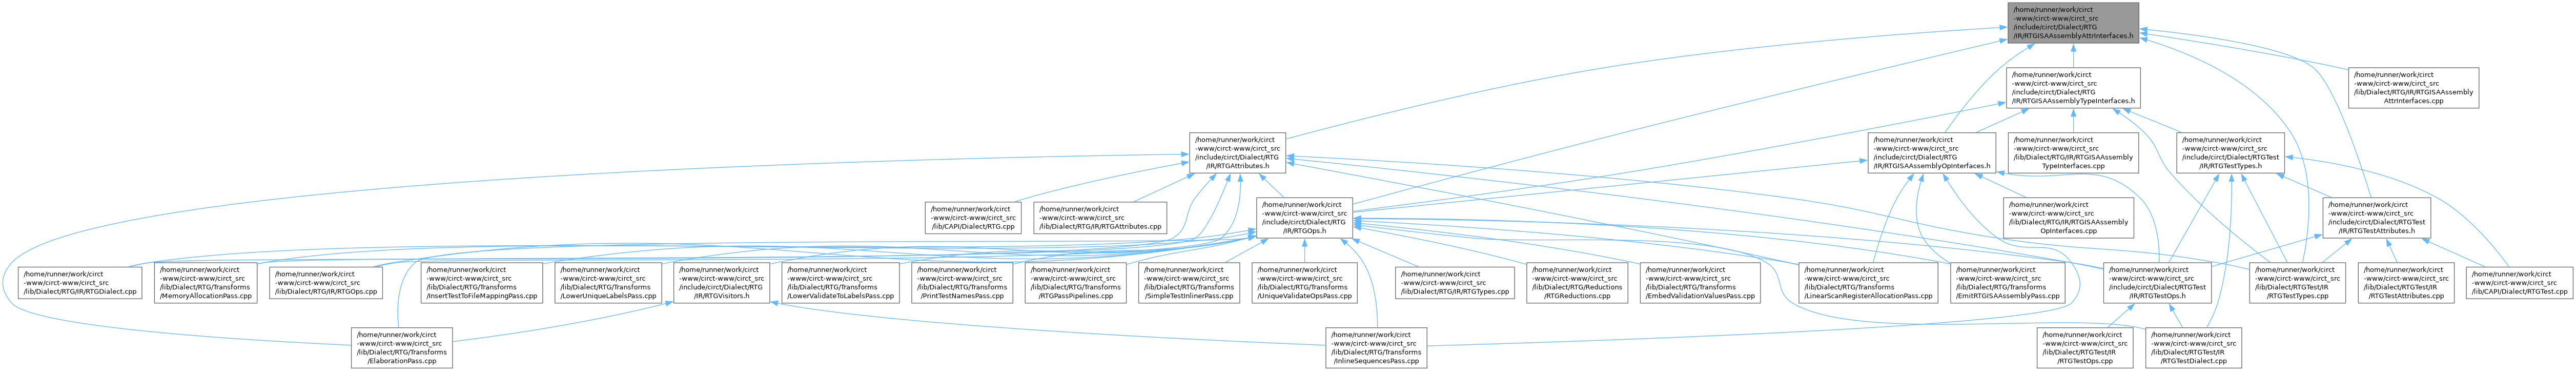 /home/runner/work/circt
-www/circt-www/circt_src
/include/circt/Dialect/RTG
/IR/RTGISAAssemblyAttrInterfaces.h
/home/runner/work/circt
-www/circt-www/circt_src
/include/circt/Dialect/RTG
/IR/RTGISAAssemblyTypeInterfaces.h
/home/runner/work/circt
-www/circt-www/circt_src
/lib/Dialect/RTG/IR/RTGISAAssembly
AttrInterfaces.cpp
/home/runner/work/circt
-www/circt-www/circt_src
/include/circt/Dialect/RTG
/IR/RTGAttributes.h
/home/runner/work/circt
-www/circt-www/circt_src
/include/circt/Dialect/RTG
/IR/RTGISAAssemblyOpInterfaces.h
/home/runner/work/circt
-www/circt-www/circt_src
/lib/Dialect/RTG/IR/RTGISAAssembly
TypeInterfaces.cpp
/home/runner/work/circt
-www/circt-www/circt_src
/include/circt/Dialect/RTGTest
/IR/RTGTestTypes.h
/home/runner/work/circt
-www/circt-www/circt_src
/lib/CAPI/Dialect/RTG.cpp
/home/runner/work/circt
-www/circt-www/circt_src
/lib/Dialect/RTG/IR/RTGAttributes.cpp
/home/runner/work/circt
-www/circt-www/circt_src
/include/circt/Dialect/RTG
/IR/RTGOps.h
/home/runner/work/circt
-www/circt-www/circt_src
/lib/Dialect/RTG/IR/RTGISAAssembly
OpInterfaces.cpp
/home/runner/work/circt
-www/circt-www/circt_src
/include/circt/Dialect/RTGTest
/IR/RTGTestAttributes.h
/home/runner/work/circt
-www/circt-www/circt_src
/lib/Dialect/RTG/IR/RTGDialect.cpp
/home/runner/work/circt
-www/circt-www/circt_src
/lib/Dialect/RTG/Transforms
/MemoryAllocationPass.cpp
/home/runner/work/circt
-www/circt-www/circt_src
/lib/Dialect/RTG/IR/RTGOps.cpp
/home/runner/work/circt
-www/circt-www/circt_src
/lib/Dialect/RTG/Transforms
/InsertTestToFileMappingPass.cpp
/home/runner/work/circt
-www/circt-www/circt_src
/lib/Dialect/RTG/Transforms
/LowerUniqueLabelsPass.cpp
/home/runner/work/circt
-www/circt-www/circt_src
/include/circt/Dialect/RTG
/IR/RTGVisitors.h
/home/runner/work/circt
-www/circt-www/circt_src
/lib/Dialect/RTG/Transforms
/LowerValidateToLabelsPass.cpp
/home/runner/work/circt
-www/circt-www/circt_src
/lib/Dialect/RTG/Transforms
/PrintTestNamesPass.cpp
/home/runner/work/circt
-www/circt-www/circt_src
/lib/Dialect/RTG/Transforms
/RTGPassPipelines.cpp
/home/runner/work/circt
-www/circt-www/circt_src
/lib/Dialect/RTG/Transforms
/SimpleTestInlinerPass.cpp
/home/runner/work/circt
-www/circt-www/circt_src
/lib/Dialect/RTG/Transforms
/UniqueValidateOpsPass.cpp
/home/runner/work/circt
-www/circt-www/circt_src
/lib/Dialect/RTG/IR/RTGTypes.cpp
/home/runner/work/circt
-www/circt-www/circt_src
/lib/Dialect/RTG/Reductions
/RTGReductions.cpp
/home/runner/work/circt
-www/circt-www/circt_src
/lib/Dialect/RTG/Transforms
/EmbedValidationValuesPass.cpp
/home/runner/work/circt
-www/circt-www/circt_src
/lib/Dialect/RTG/Transforms
/LinearScanRegisterAllocationPass.cpp
/home/runner/work/circt
-www/circt-www/circt_src
/lib/Dialect/RTG/Transforms
/EmitRTGISAAssemblyPass.cpp
/home/runner/work/circt
-www/circt-www/circt_src
/include/circt/Dialect/RTGTest
/IR/RTGTestOps.h
/home/runner/work/circt
-www/circt-www/circt_src
/lib/Dialect/RTGTest/IR
/RTGTestTypes.cpp
/home/runner/work/circt
-www/circt-www/circt_src
/lib/Dialect/RTGTest/IR
/RTGTestAttributes.cpp
/home/runner/work/circt
-www/circt-www/circt_src
/lib/CAPI/Dialect/RTGTest.cpp
/home/runner/work/circt
-www/circt-www/circt_src
/lib/Dialect/RTG/Transforms
/ElaborationPass.cpp
/home/runner/work/circt
-www/circt-www/circt_src
/lib/Dialect/RTG/Transforms
/InlineSequencesPass.cpp
/home/runner/work/circt
-www/circt-www/circt_src
/lib/Dialect/RTGTest/IR
/RTGTestOps.cpp
/home/runner/work/circt
-www/circt-www/circt_src
/lib/Dialect/RTGTest/IR
/RTGTestDialect.cpp